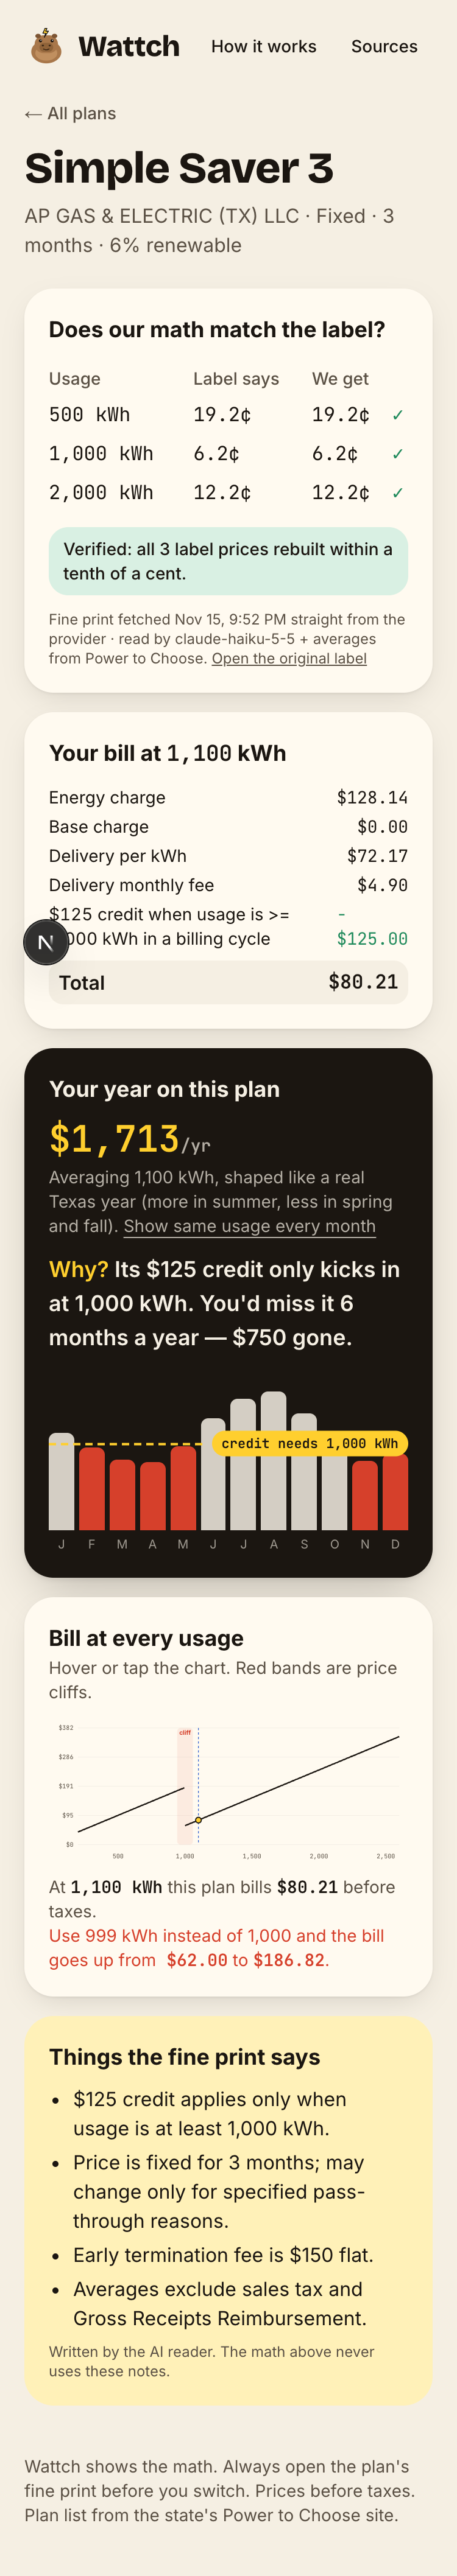 Wattch How it works Sources
← All plans
Simple Saver 3
AP GAS & ELECTRIC (TX) LLC · Fixed · 3
months · 6% renewable
Does our math match the label?
Usage Label says We get
500 kWh 19.2¢ 19.2¢ ✓
1,000 kWh 6.2¢ 6.2¢ ✓
2,000 kWh 12.2¢ 12.2¢ ✓
Verified: all 3 label prices rebuilt within a
tenth of a cent.
Fine print fetched Nov 15, 9:52 PM straight from the
provider · read by claude-haiku-5-5 + averages
from Power to Choose. Open the original label
Your bill at 1,100 kWh
Energy charge $128.14
Base charge $0.00
Delivery per kWh $72.17
Delivery monthly fee $4.90
$125 credit when usage is >= -
000 kWh in a billing cycle $125.00
N
Total $80.21
Your year on this plan
$1,713/yr
Averaging 1,100 kWh, shaped like a real
Texas year (more in summer, less in spring
and fall). Show same usage every month
Why? Its $125 credit only kicks in
at 1,000 kWh. You'd miss it 6
months a year — $750 gone.
credit needs 1,000 kWh
J F M A M J J A S O N D
Bill at every usage
Hover or tap the chart. Red bands are price
cliffs.
$382
cliff
$286
$191
$95
$0
500 1,000 1,500 2,000 2,500
At 1,100 kWh this plan bills $80.21 before
taxes.
Use 999 kWh instead of 1,000 and the bill
goes up from $62.00 to $186.82.
Things the fine print says
• $125 credit applies only when
usage is at least 1,000 kWh.
• Price is fixed for 3 months; may
change only for specified pass-
through reasons.
• Early termination fee is $150 flat.
• Averages exclude sales tax and
Gross Receipts Reimbursement.
Written by the AI reader. The math above never
uses these notes.
Wattch shows the math. Always open the plan's
fine print before you switch. Prices before taxes.
Plan list from the state's Power to Choose site.